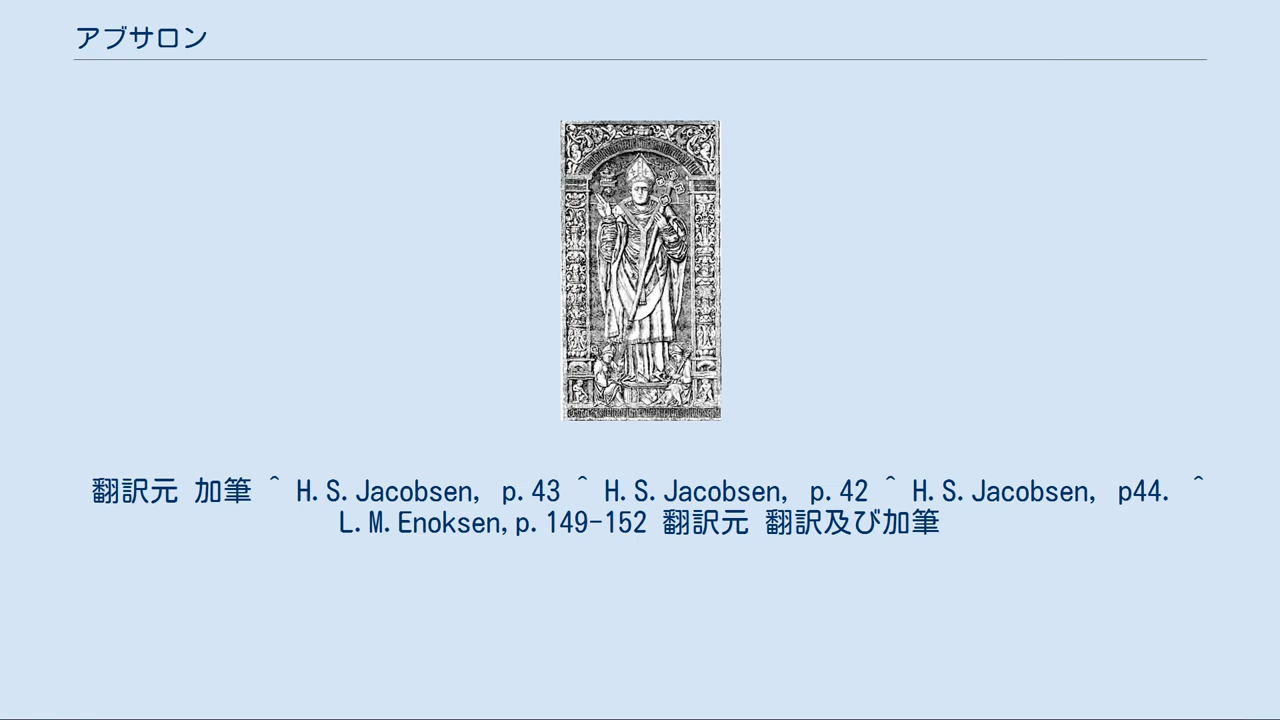 アブサロン
翻訳元 加筆 ^ H.S.Jacobsen, p.43 ^ H.S.Jacobsen, p.42 ^ H.S.Jacobsen, p44. ^
L.M.Enoksen,p.149-152 翻訳元 翻訳及び加筆